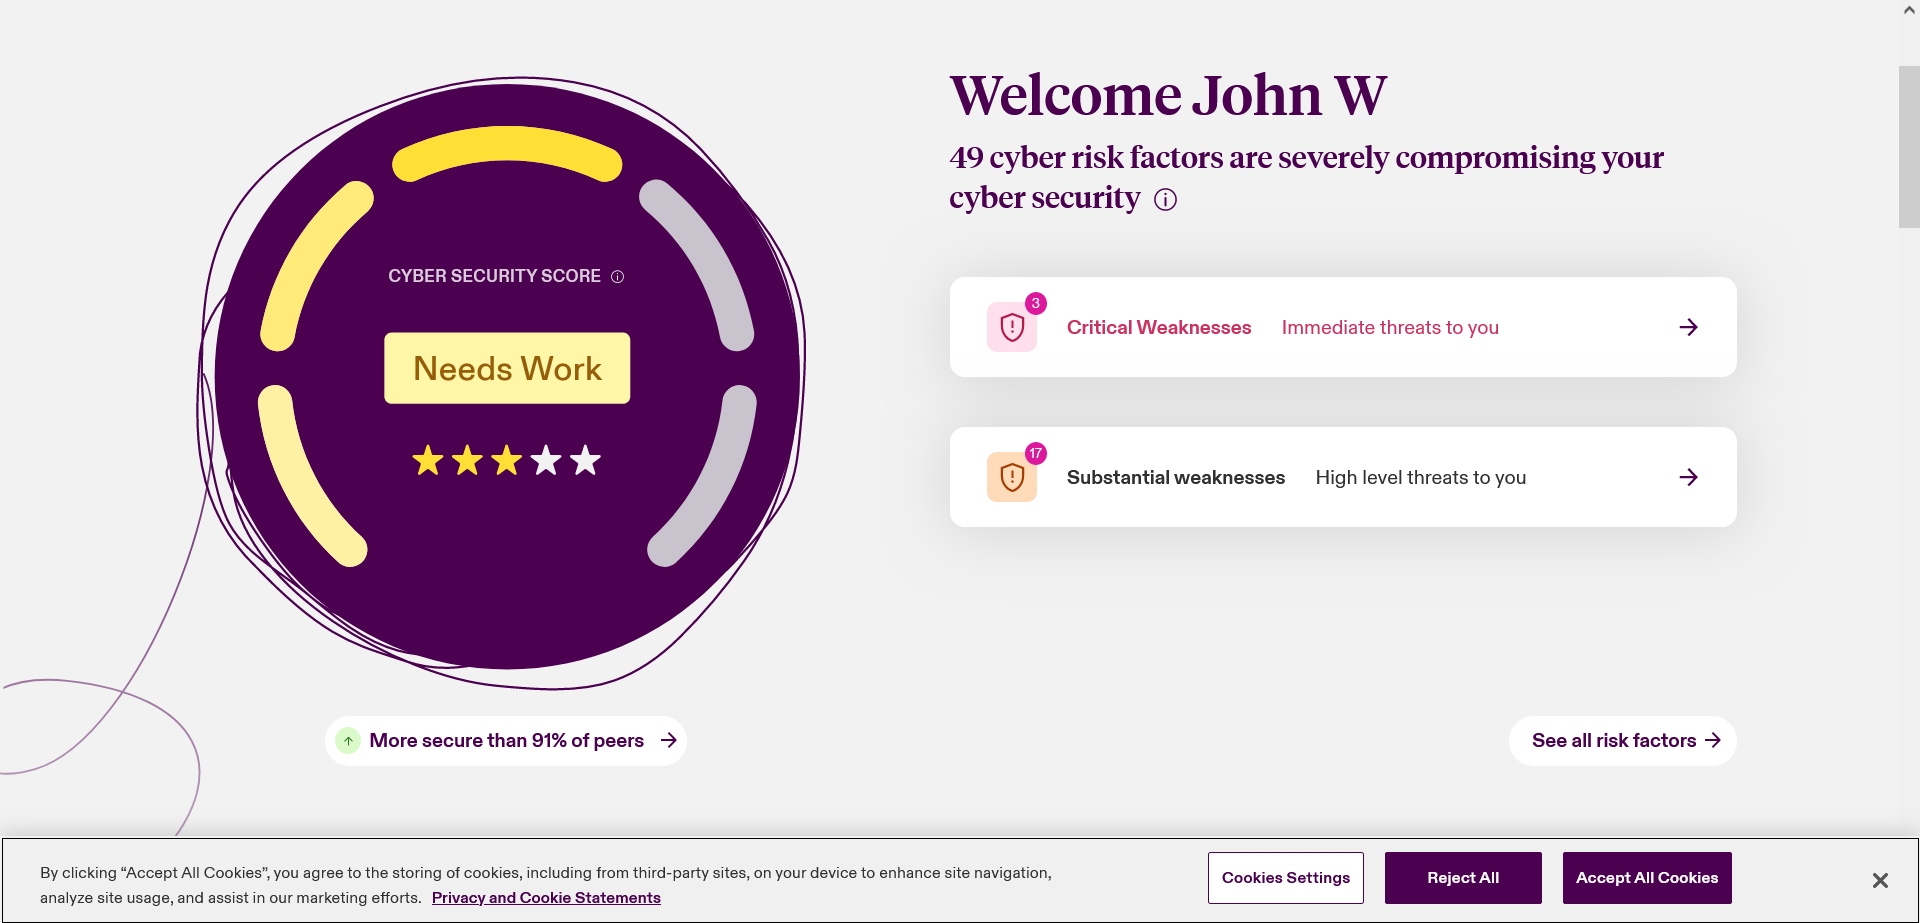 Welcome John W
49 cyber risk factors are severely compromising your
cyber security
CYBER SECURITY SCORE
Needs Work
3
Critical Weaknesses Immediate threats to you
17
Substantial weaknesses High level threats to you
More secure than 91% of peers
See all risk factors
By clicking “Accept All Cookies”, you agree to the storing of cookies, including from third-party sites, on your device to enhance site navigation,
analyze site usage, and assist in our marketing efforts. Privacy and Cookie Statements
Cookies Settings
Reject All
Accept All Cookies